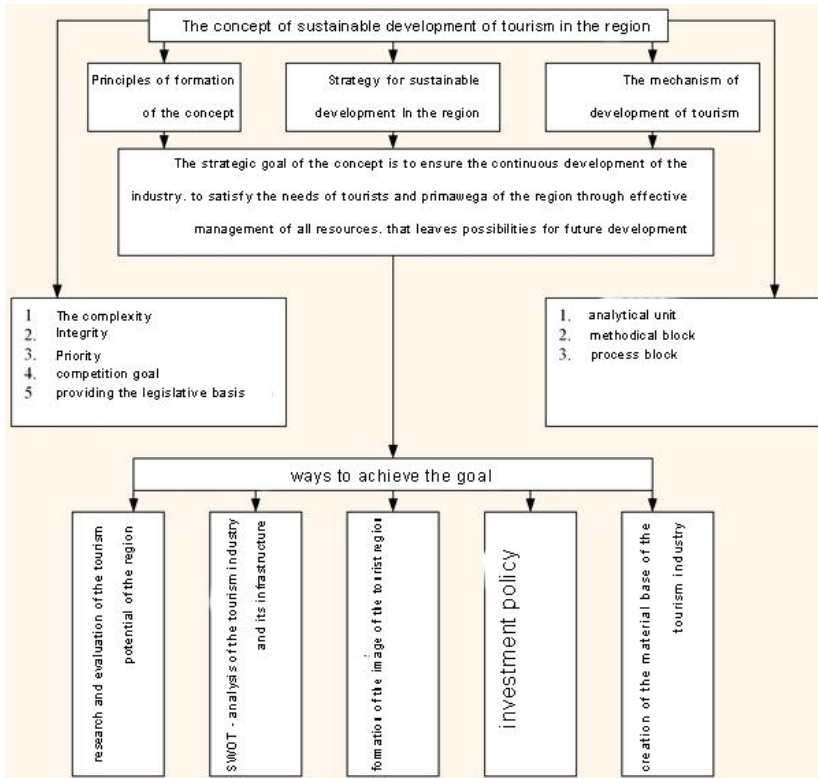 The concept of sustainable development of tourism in the region
Principles of formation
of the concept
Strategy for sustainable
development In the region
The mechanism of
development of tourism
The strategic goal of the concept is to ensure the continuous development of the
industry. to satisfy the needs of tourists and primawega of the region through effective
management of all resources. that leaves possibilities for future development
1 The complexity
2. Integrity
3. Priority
4. competition goal
5 providing the legislative basis
1. analytical unit
2. methodical block
3. process block
ways to achieve the goal
research and evaluation of the tourism
potential of the region
SWOT - analysis of the tourism industry
and its infrastructure
formation of the image of the tourist region
investment policy
creation of the material base of the
tourism industry